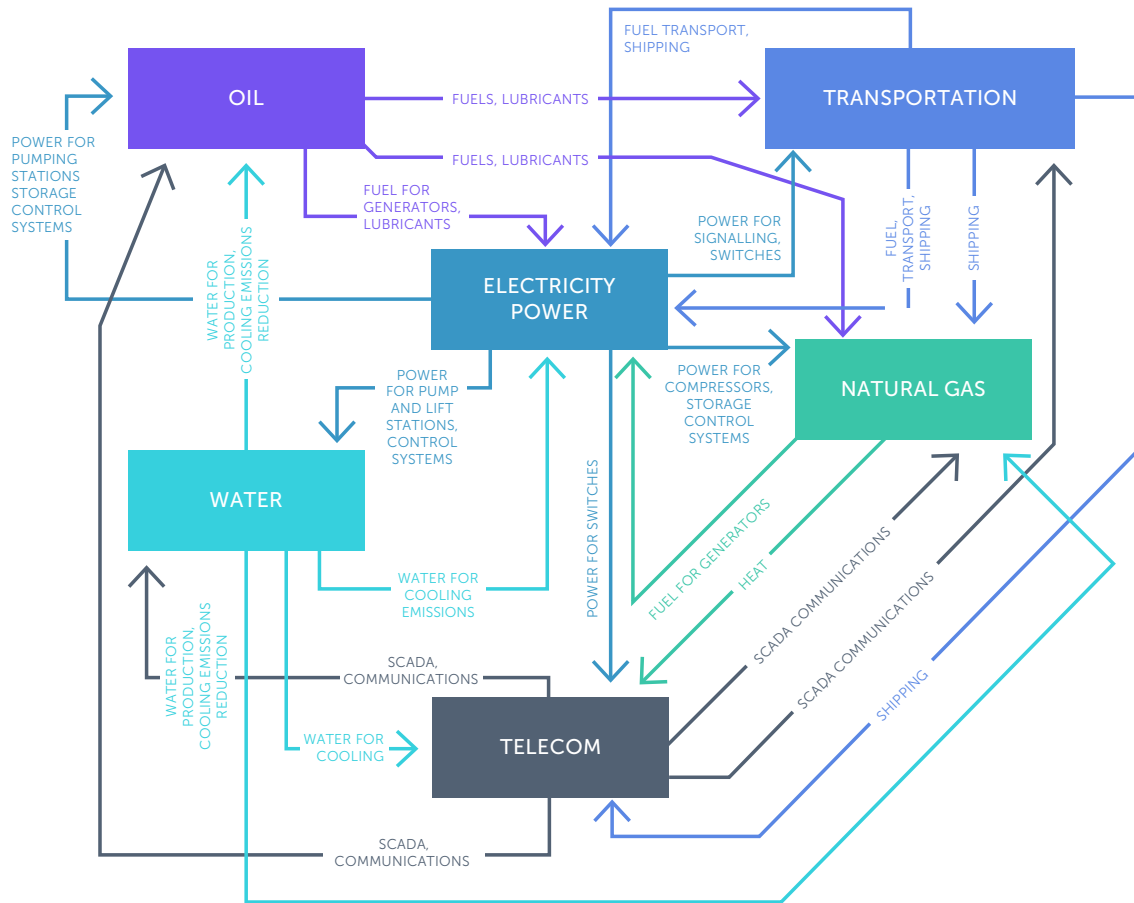 FUEL TRANSPORT,
SHIPPING
OIL
FUELS, LUBRICANTS
TRANSPORTATION
POWER FOR
PUMPING
STATIONS
STORAGE
CONTROL
SYSTEMS
FUELS, LUBRICANTS
FUEL FOR
GENERATORS,
LUBRICANTS
POWER FOR
SIGNALLING,
SWITCHES
FUEL,
TRANSPORT,
SHIPPING
SHIPPING
WATER FOR
PRODUCTION,
COOLING EMISSIONS
REDUCTION
ELECTRICITY
POWER
POWER
FOR PUMP
AND LIFT
STATIONS,
CONTROL
SYSTEMS
POWER FOR
COMPRESSORS,
STORAGE
CONTROL
SYSTEMS
NATURAL GAS
WATER
POWER FOR SWITCHES
FUEL FOR GENERATORS
HEAT
SCADA COMMUNICATIONS
SCADA COMMUNICATIONS
WATER FOR
COOLING
EMISSIONS
WATER FOR
PRODUCTION,
COOLING EMISSIONS
REDUCTION
SCADA,
COMMUNICATIONS
SHIPPING
WATER FOR
COOLING
TELECOM
SCADA,
COMMUNICATIONS